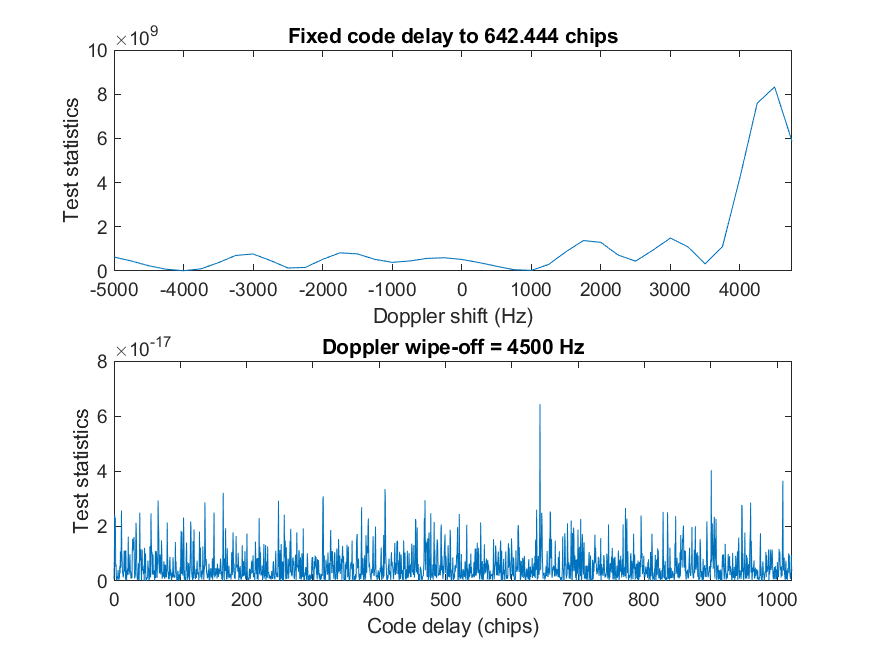 ×10⁹
Fixed code delay to 642.444 chips
10
8
6
4
2
0
Test statistics
-5000 -4000 -3000 -2000 -1000 0 1000 2000 3000 4000
Doppler shift (Hz)
×10⁻¹⁷
Doppler wipe-off = 4500 Hz
8
6
4
2
0
Test statistics
0 100 200 300 400 500 600 700 800 900 1000
Code delay (chips)